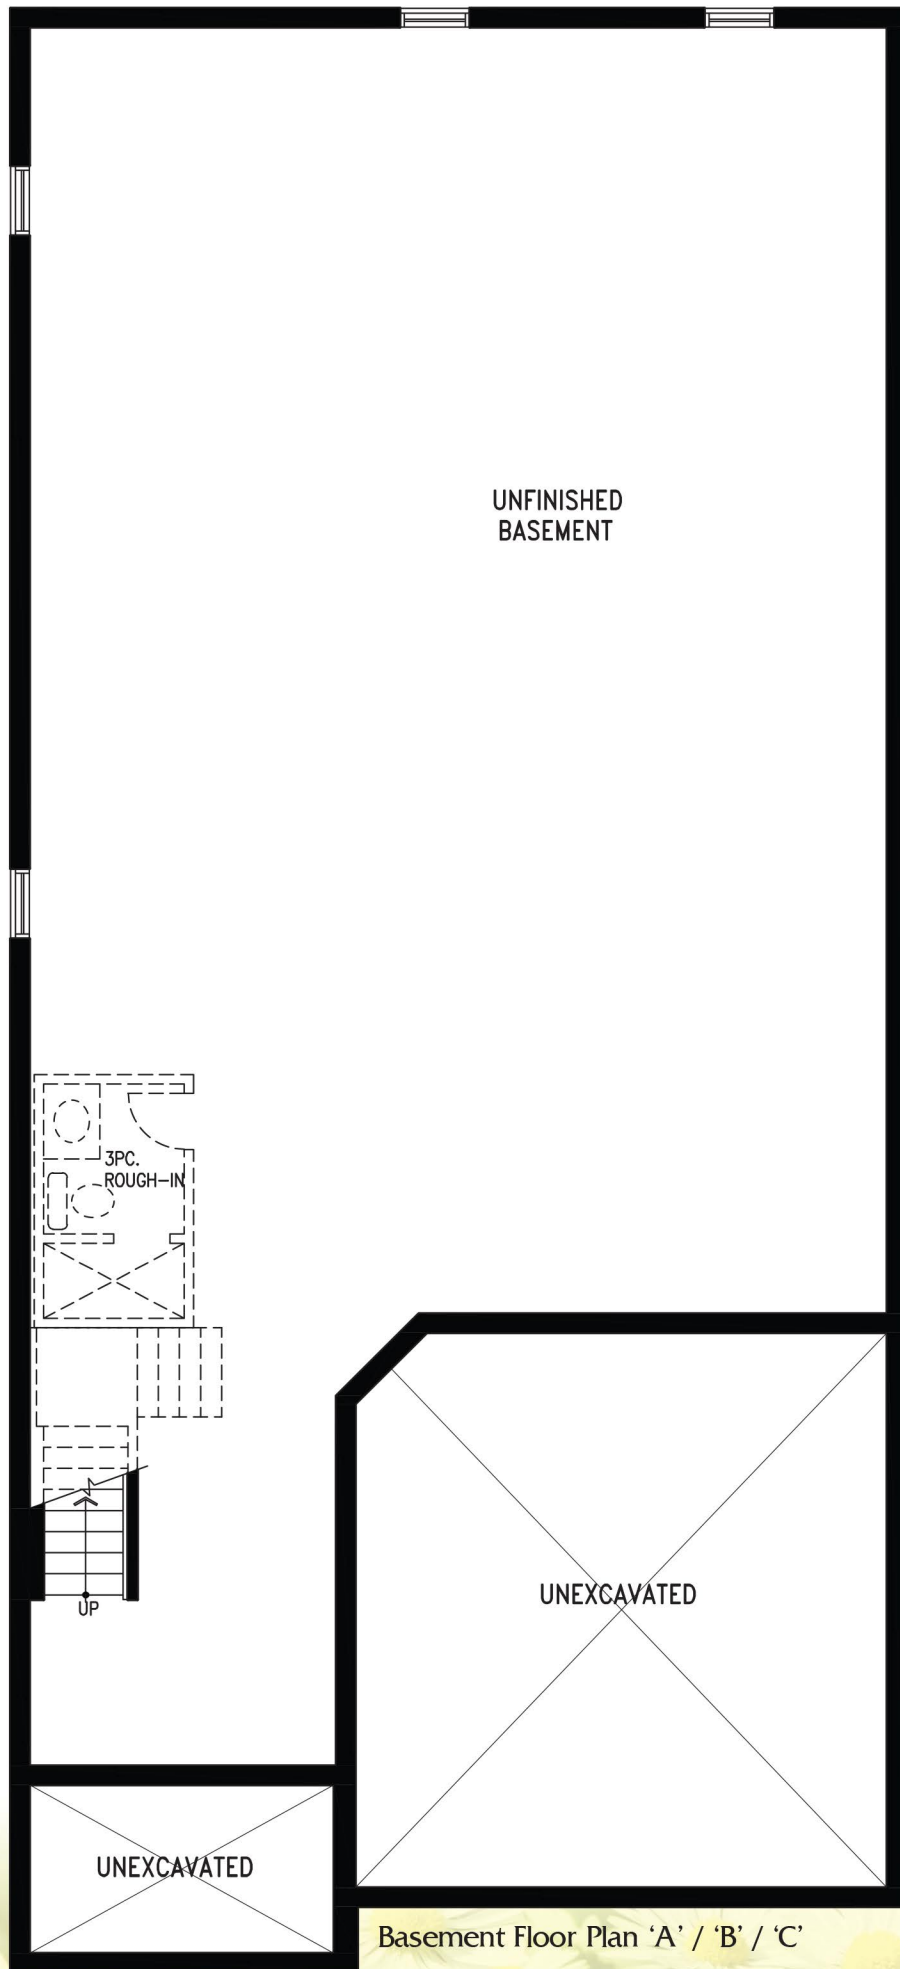 UNFINISHED
BASEMENT
3PC.
ROUGH-IN
UP
UNEXCAVATED
UNEXCAVATED
Basement Floor Plan ‘A’ / ‘B’ / ‘C’